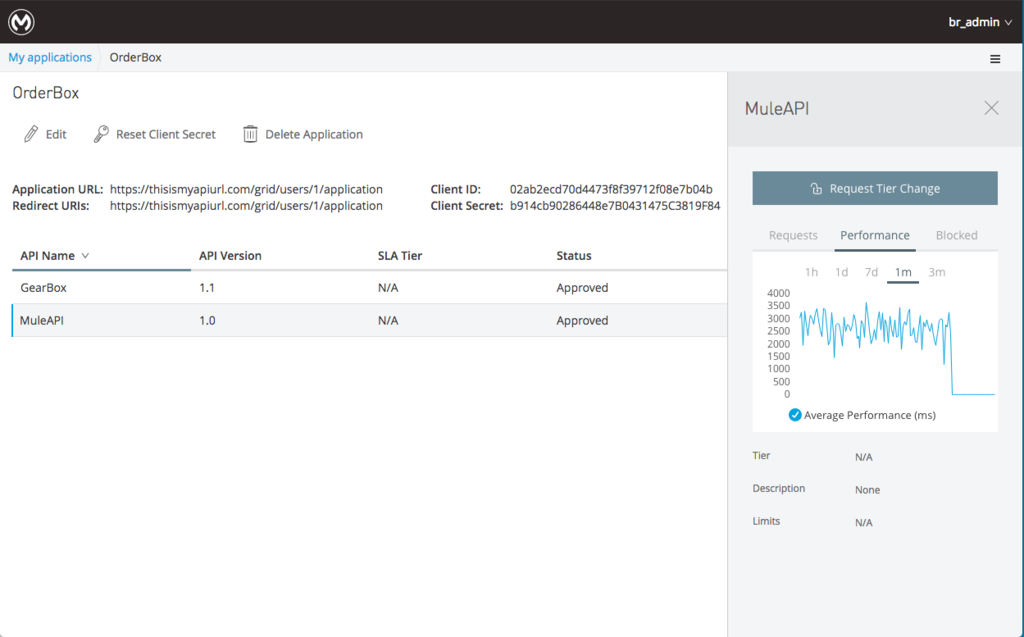 br_admin
My applications OrderBox
OrderBox
Edit Reset Client Secret Delete Application
Application URL: https://thisismyapiurl.com/grid/users/1/application Client ID: 02ab2ecd70d4473f8f39712f08e7b04b
Redirect URIs: https://thisismyapiurl.com/grid/users/1/application Client Secret: b914cb90286448e7B0431475C3819F84
API Name API Version SLA Tier Status
GearBox 1.1 N/A Approved
MuleAPI 1.0 N/A Approved
MuleAPI
Request Tier Change
Requests Performance Blocked
1h 1d 7d 1m 3m
4000
3500
3000
2500
2000
1500
1000
500
0
Average Performance (ms)
Tier N/A
Description None
Limits N/A